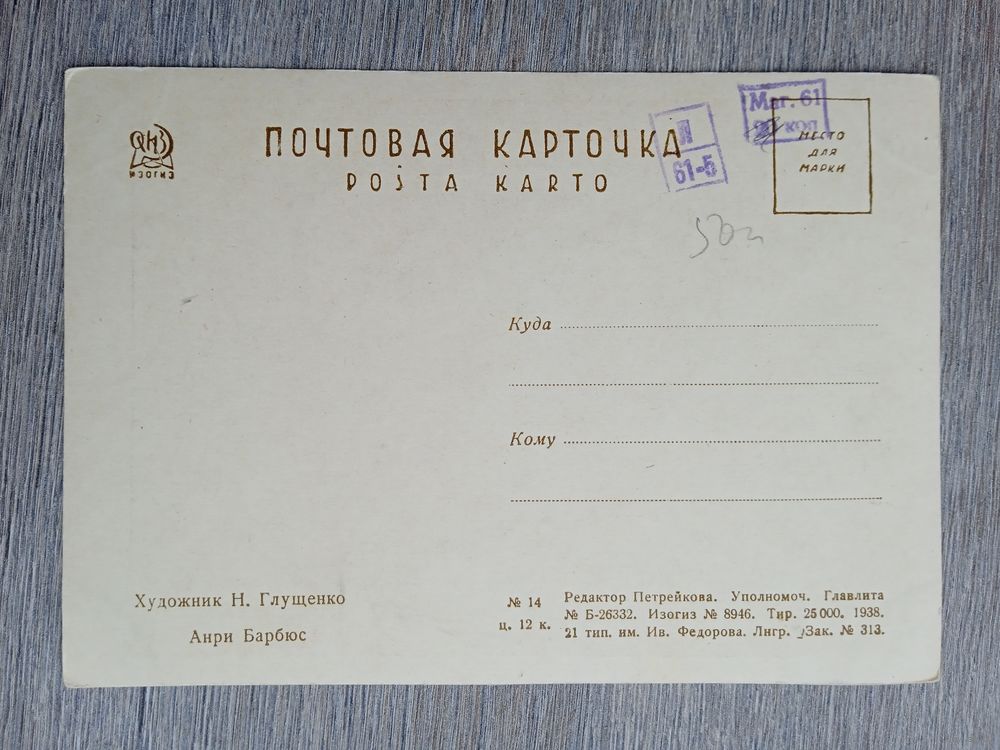 ИЗОГИЗ
ПОЧТОВАЯ КАРТОЧКА
POŜTA KARTO
61-5
Маг. 61
коп
МЕСТО
ДЛЯ
МАРКИ
Куда
Кому
Художник Н. Глущенко
Анри Барбюс
№ 14
ц. 12 к.
Редактор Петрейкова. Уполномоч. Главлита
№ Б-26332. Изогиз № 8946. Тир. 25 000. 1938.
21 тип. им. Ив. Федорова. Лнгр. Зак. № 313.